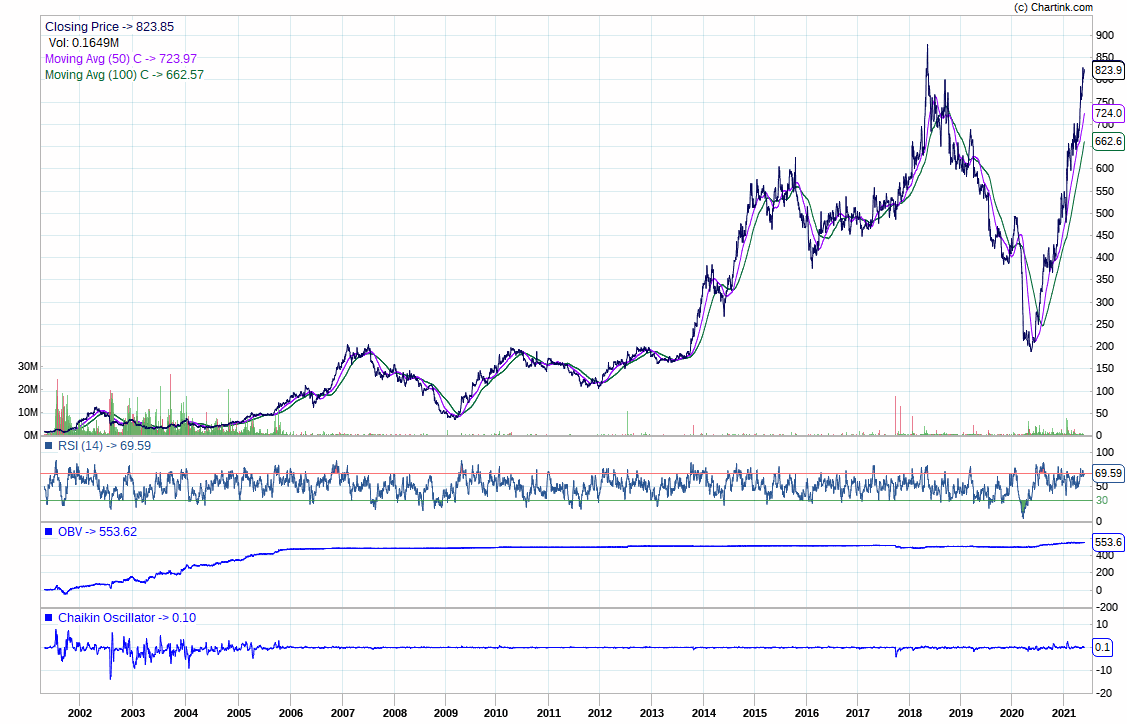 (c) Chartink.com
Closing Price -> 823.85
Vol: 0.1649M
Moving Avg (50) C -> 723.97
Moving Avg (100) C -> 662.57
900
850
823.9
750
724.0
700
662.6
600
550
500
450
400
350
300
250
200
150
100
50
0
30M
20M
10M
0M
RSI (14) -> 69.59
100
69.59
50
30
0
OBV -> 553.62
553.6
400
200
0
-200
Chaikin Oscillator -> 0.10
10
0.1
-10
-20
2002 2003 2004 2005 2006 2007 2008 2009 2010 2011 2012 2013 2014 2015 2016 2017 2018 2019 2020 2021